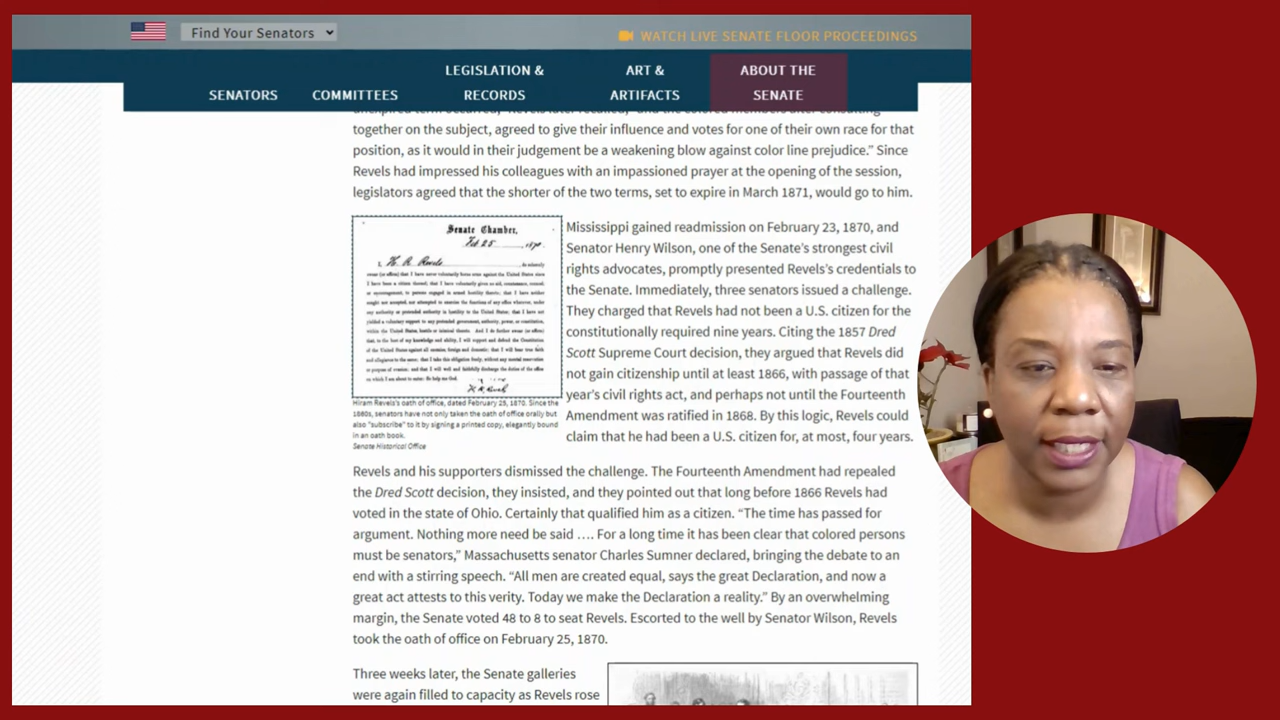 Find Your Senators
WATCH LIVE SENATE FLOOR PROCEEDINGS
SENATORS
COMMITTEES
LEGISLATION &
RECORDS
ART &
ARTIFACTS
ABOUT THE
SENATE
together on the subject, agreed to give their influence and votes for one of their own race for that
position, as it would in their judgement be a weakening blow against color line prejudice.” Since
Revels had impressed his colleagues with an impassioned prayer at the opening of the session,
legislators agreed that the shorter of the two terms, set to expire in March 1871, would go to him.
Senate Chamber,
Feb 25
H. R. Revels
Hiram Revels's oath of office, dated February 25, 1870. Since the
1860s, senators have not only taken the oath of office orally but
also "subscribe" to it by signing a printed copy, elegantly bound
in an oath book.
Senate Historical Office
Mississippi gained readmission on February 23, 1870, and
Senator Henry Wilson, one of the Senate’s strongest civil
rights advocates, promptly presented Revels’s credentials to
the Senate. Immediately, three senators issued a challenge.
They charged that Revels had not been a U.S. citizen for the
constitutionally required nine years. Citing the 1857 Dred
Scott Supreme Court decision, they argued that Revels did
not gain citizenship until at least 1866, with passage of that
year’s civil rights act, and perhaps not until the Fourteenth
Amendment was ratified in 1868. By this logic, Revels could
claim that he had been a U.S. citizen for, at most, four years.
Revels and his supporters dismissed the challenge. The Fourteenth Amendment had repealed
the Dred Scott decision, they insisted, and they pointed out that long before 1866 Revels had
voted in the state of Ohio. Certainly that qualified him as a citizen. “The time has passed for
argument. Nothing more need be said …. For a long time it has been clear that colored persons
must be senators,” Massachusetts senator Charles Sumner declared, bringing the debate to an
end with a stirring speech. “All men are created equal, says the great Declaration, and now a
great act attests to this verity. Today we make the Declaration a reality.” By an overwhelming
margin, the Senate voted 48 to 8 to seat Revels. Escorted to the well by Senator Wilson, Revels
took the oath of office on February 25, 1870.
Three weeks later, the Senate galleries
were again filled to capacity as Revels rose